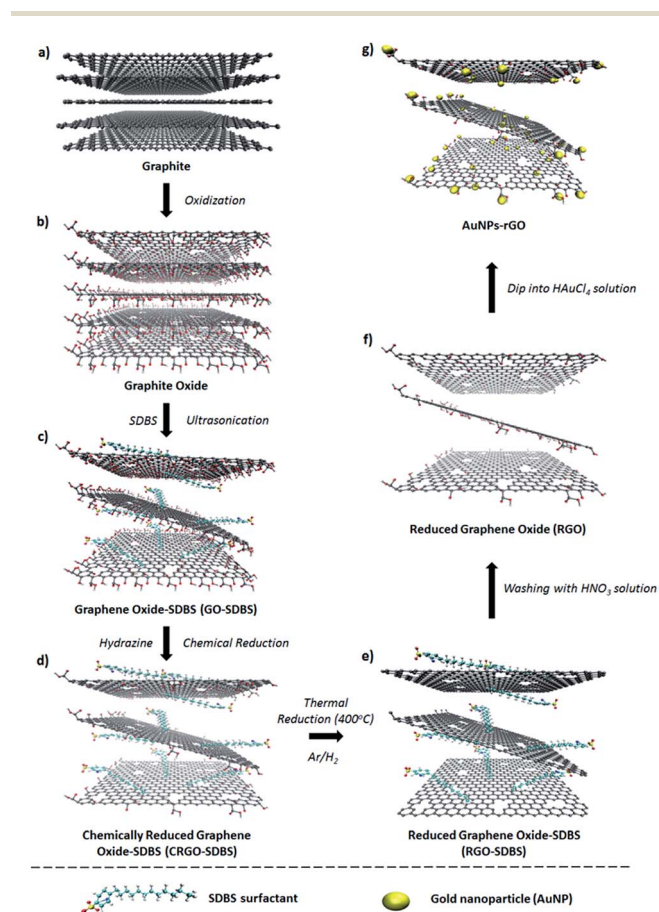 a)
Graphite
Oxidization
b)
Graphite Oxide
SDBS Ultrasonication
c)
Graphene Oxide-SDBS (GO-SDBS)
Hydrazine Chemical Reduction
d)
Chemically Reduced Graphene
Oxide-SDBS (CRGO-SDBS)
Thermal
Reduction (400°C)
Ar/H₂
e)
Reduced Graphene Oxide-SDBS
(RGO-SDBS)
Washing with HNO₃ solution
f)
Reduced Graphene Oxide (RGO)
Dip into HAuCl₄ solution
g)
AuNPs-rGO
SDBS surfactant
Gold nanoparticle (AuNP)